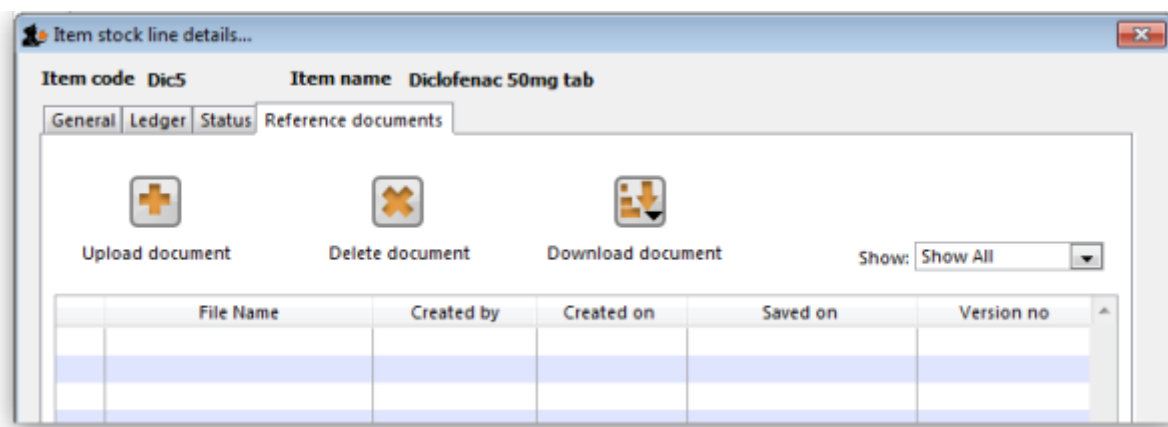 Item stock line details...
Item code Dic5 Item name Diclofenac 50mg tab
General Ledger Status Reference documents
Upload document Delete document Download document
Show: Show All
File Name Created by Created on Saved on Version no